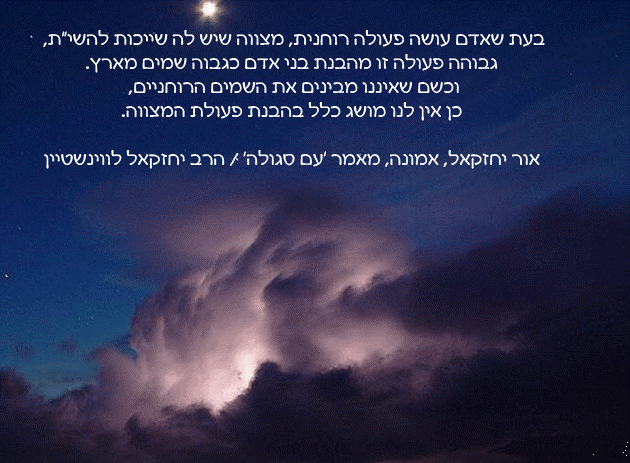 בעת שאדם עושה פעולה רוחנית, מצווה שיש לה שייכות להשי"ת,
גבוהה פעולה זו מהבנת בני אדם כגבוה שמים מארץ.
וכשם שאיננו מבינים את השמים הרוחניים,
כן אין לנו מושג כלל בהבנת פעולת המצווה.
אור יחזקאל, אמונה, מאמר 'עם סגולה' / הרב יחזקאל לווינשטיין